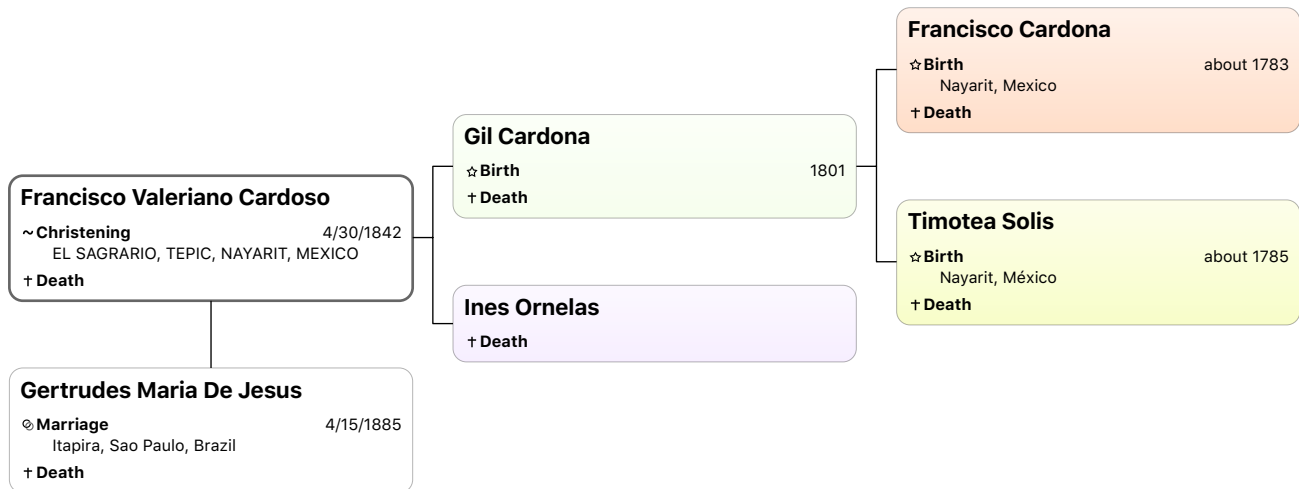 Francisco Cardona
☆ Birth about 1783
Nayarit, Mexico
† Death
Gil Cardona
☆ Birth 1801
† Death
Francisco Valeriano Cardoso
~ Christening 4/30/1842
EL SAGRARIO, TEPIC, NAYARIT, MEXICO
† Death
Timotea Solis
☆ Birth about 1785
Nayarit, México
† Death
Ines Ornelas
† Death
Gertrudes Maria De Jesus
⚭ Marriage 4/15/1885
Itapira, Sao Paulo, Brazil
† Death